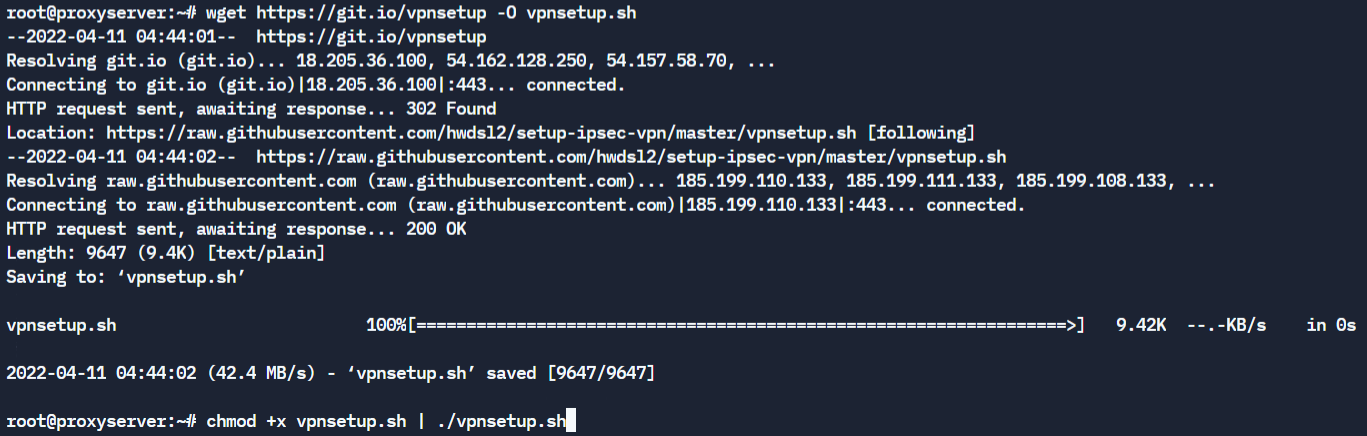 root@proxyserver:~# wget https://git.io/vpnsetup -O vpnsetup.sh
--2022-04-11 04:44:01--  https://git.io/vpnsetup
Resolving git.io (git.io)... 18.205.36.100, 54.162.128.250, 54.157.58.70, ...
Connecting to git.io (git.io)|18.205.36.100|:443... connected.
HTTP request sent, awaiting response... 302 Found
Location: https://raw.githubusercontent.com/hwdsl2/setup-ipsec-vpn/master/vpnsetup.sh [following]
--2022-04-11 04:44:02--  https://raw.githubusercontent.com/hwdsl2/setup-ipsec-vpn/master/vpnsetup.sh
Resolving raw.githubusercontent.com (raw.githubusercontent.com)... 185.199.110.133, 185.199.111.133, 185.199.108.133, ...
Connecting to raw.githubusercontent.com (raw.githubusercontent.com)|185.199.110.133|:443... connected.
HTTP request sent, awaiting response... 200 OK
Length: 9647 (9.4K) [text/plain]
Saving to: ‘vpnsetup.sh’
vpnsetup.sh                         100%[=================================================================>]   9.42K  --.-KB/s    in 0s
2022-04-11 04:44:02 (42.4 MB/s) - ‘vpnsetup.sh’ saved [9647/9647]
root@proxyserver:~# chmod +x vpnsetup.sh | ./vpnsetup.sh